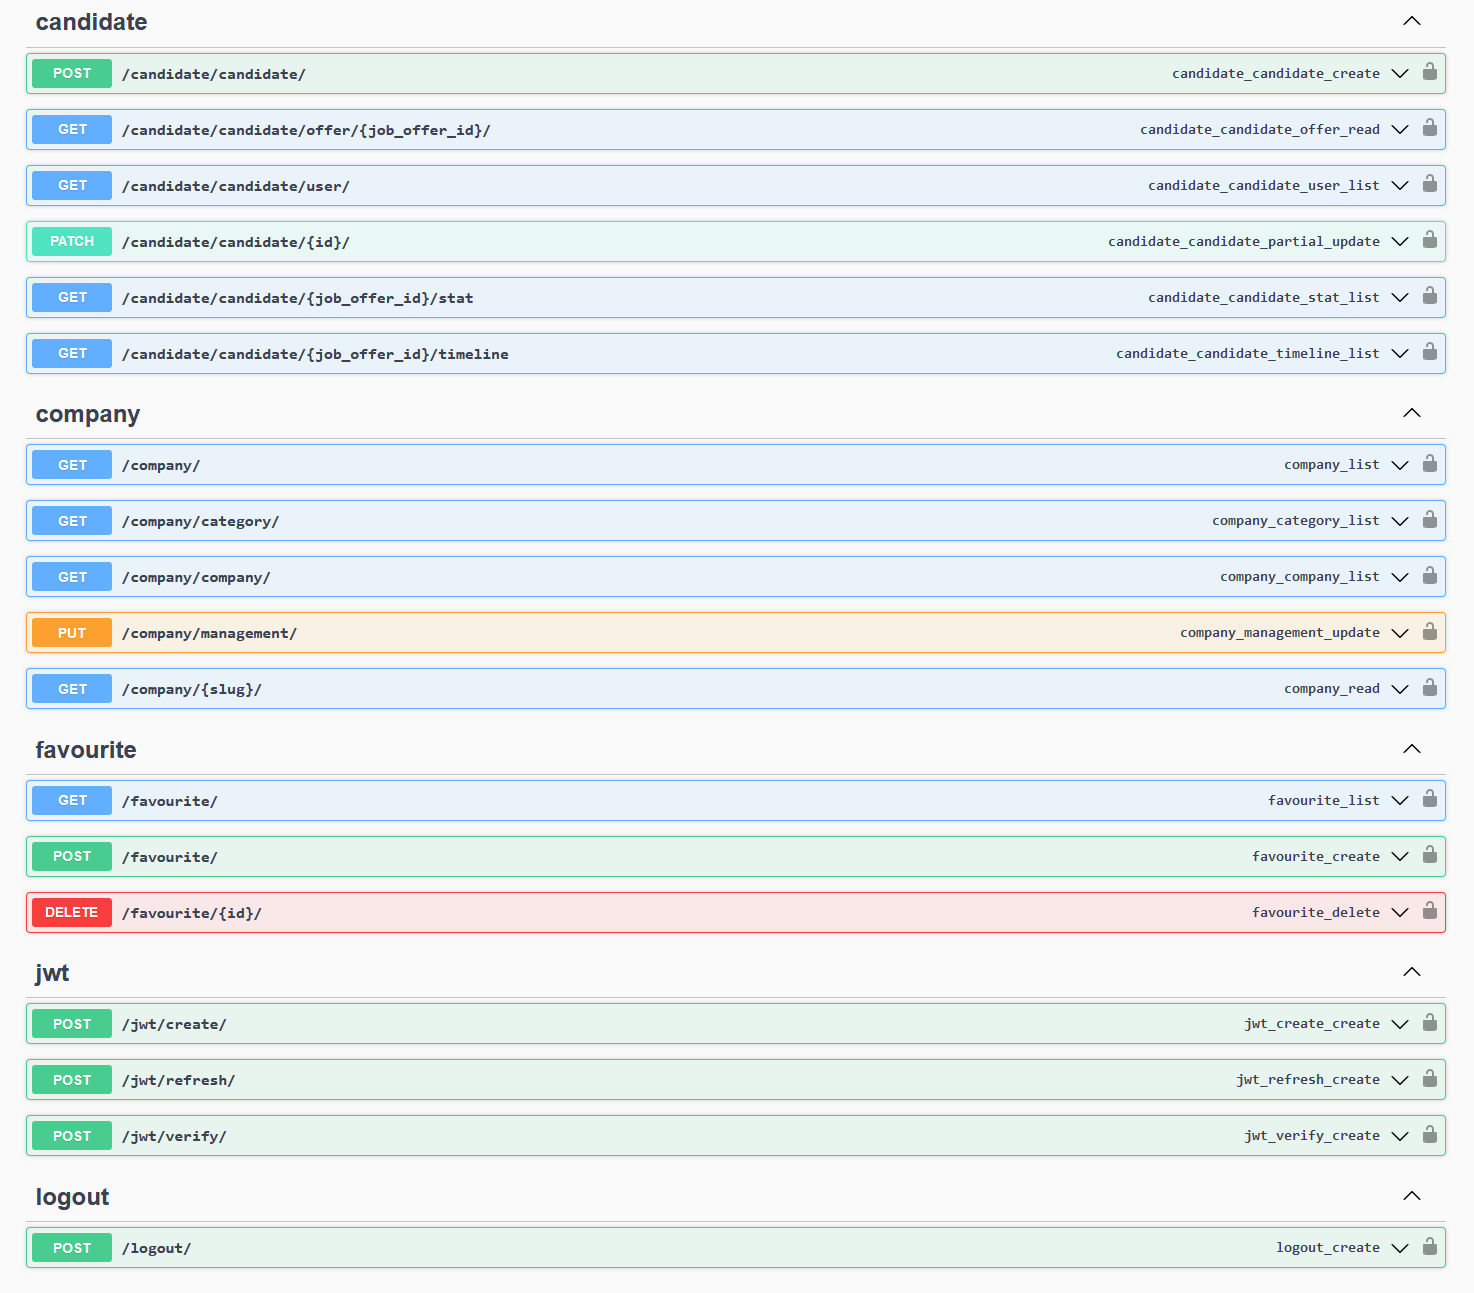 candidate
POST /candidate/candidate/ candidate_candidate_create
GET /candidate/candidate/offer/{job_offer_id}/ candidate_candidate_offer_read
GET /candidate/candidate/user/ candidate_candidate_user_list
PATCH /candidate/candidate/{id}/ candidate_candidate_partial_update
GET /candidate/candidate/{job_offer_id}/stat candidate_candidate_stat_list
GET /candidate/candidate/{job_offer_id}/timeline candidate_candidate_timeline_list
company
GET /company/ company_list
GET /company/category/ company_category_list
GET /company/company/ company_company_list
PUT /company/management/ company_management_update
GET /company/{slug}/ company_read
favourite
GET /favourite/ favourite_list
POST /favourite/ favourite_create
DELETE /favourite/{id}/ favourite_delete
jwt
POST /jwt/create/ jwt_create_create
POST /jwt/refresh/ jwt_refresh_create
POST /jwt/verify/ jwt_verify_create
logout
POST /logout/ logout_create